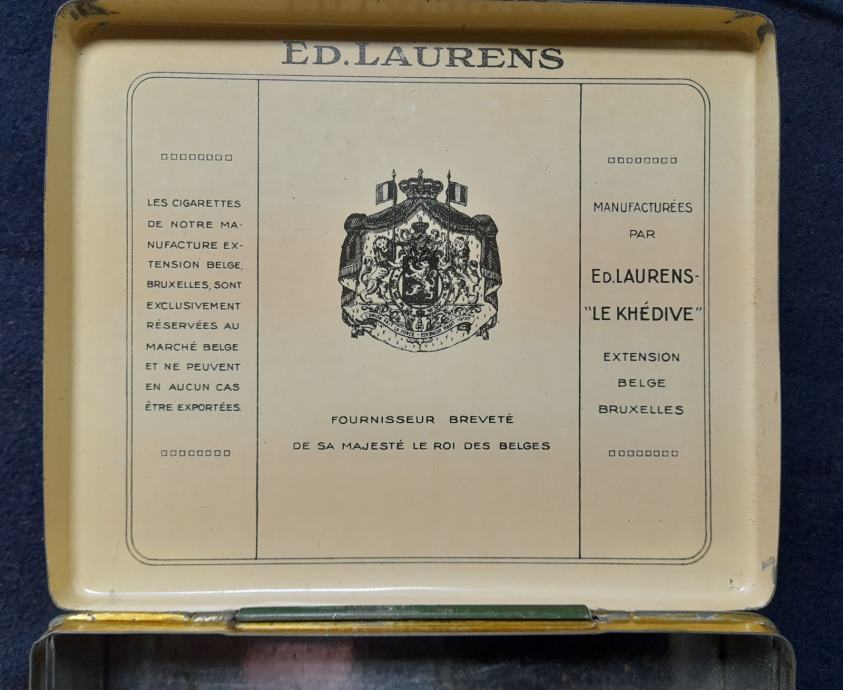 ED. LAURENS
LES CIGARETTES
DE NOTRE MA-
NUFACTURE EX-
TENSION BELGE,
BRUXELLES, SONT
EXCLUSIVEMENT
RÉSERVÉES AU
MARCHÉ BELGE
ET NE PEUVENT
EN AUCUN CAS
ÊTRE EXPORTÉES.
FOURNISSEUR BREVETÉ
DE SA MAJESTÉ LE ROI DES BELGES
MANUFACTURÉES
PAR
ED. LAURENS-
"LE KHÉDIVE"
EXTENSION
BELGE
BRUXELLES